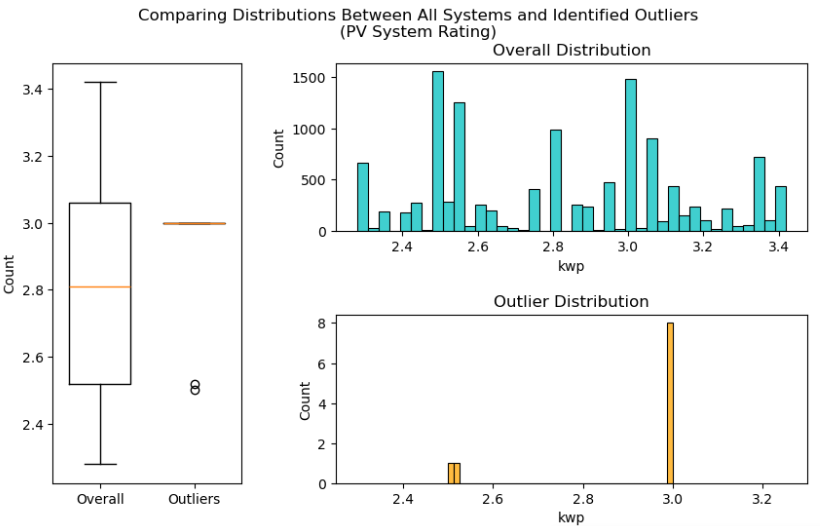 Comparing Distributions Between All Systems and Identified Outliers
(PV System Rating)
Count
3.4
3.2
3.0
2.8
2.6
2.4
Overall
Outliers
Overall Distribution
Count
1500
1000
500
0
2.4
2.6
2.8
3.0
3.2
3.4
kwp
Outlier Distribution
Count
8
6
4
2
0
2.4
2.6
2.8
3.0
3.2
kwp